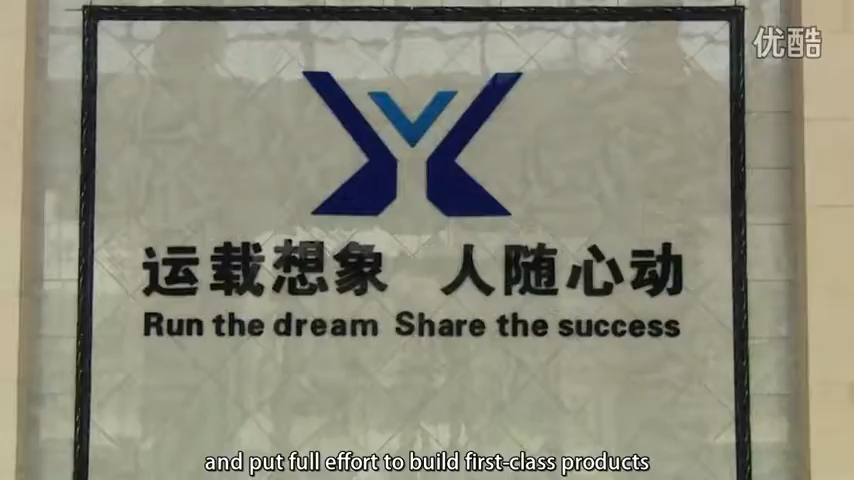 优酷
运载想象 人随心动
Run the dream Share the success
and put full effort to build first-class products